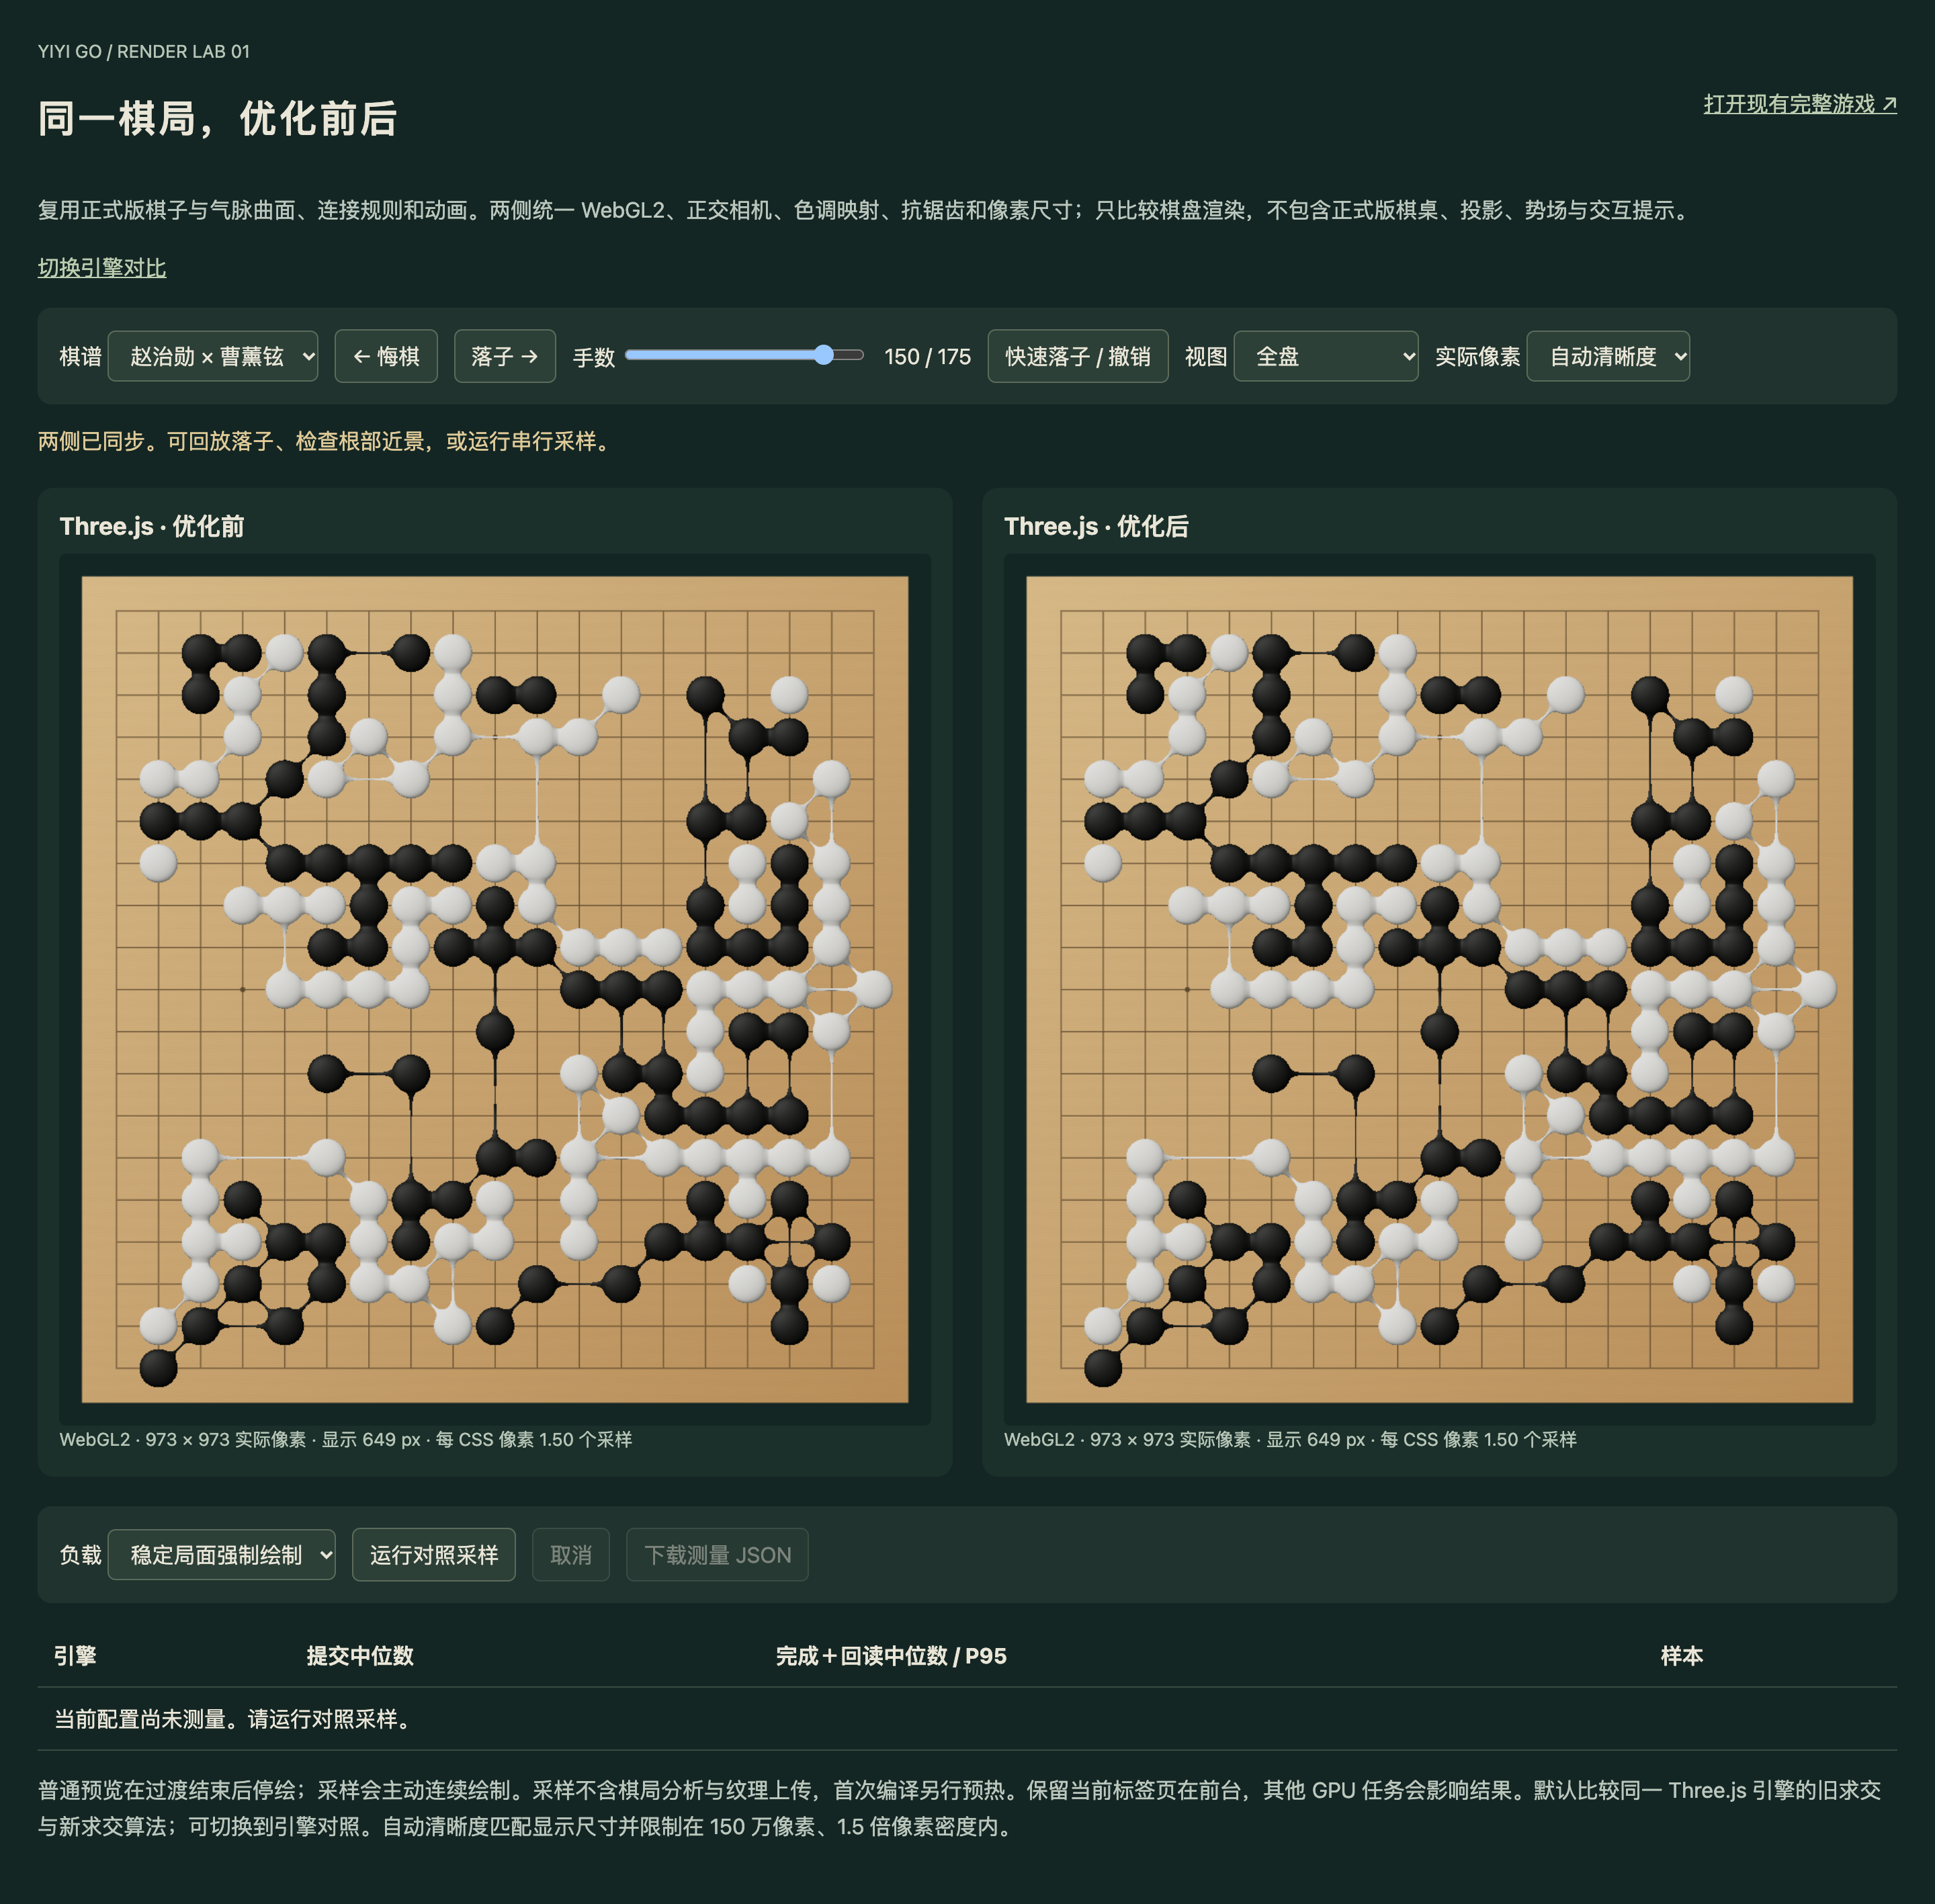 YIYI GO / RENDER LAB 01
同一棋局，优化前后
打开现有完整游戏 ↗
复用正式版棋子与气脉曲面、连接规则和动画。两侧统一 WebGL2、正交相机、色调映射、抗锯齿和像素尺寸；只比较棋盘渲染，不包含正式版棋桌、投影、势场与交互提示。
切换引擎对比
棋谱 赵治勋 × 曹薰铉 ← 悔棋 落子 → 手数 150 / 175 快速落子 / 撤销 视图 全盘 实际像素 自动清晰度
两侧已同步。可回放落子、检查根部近景，或运行串行采样。
Three.js · 优化前
WebGL2 · 973 × 973 实际像素 · 显示 649 px · 每 CSS 像素 1.50 个采样
Three.js · 优化后
WebGL2 · 973 × 973 实际像素 · 显示 649 px · 每 CSS 像素 1.50 个采样
负载 稳定局面强制绘制 运行对照采样 取消 下载测量 JSON
引擎 提交中位数 完成＋回读中位数 / P95 样本
当前配置尚未测量。请运行对照采样。
普通预览在过渡结束后停绘；采样会主动连续绘制。采样不含棋局分析与纹理上传，首次编译另行预热。保留当前标签页在前台，其他 GPU 任务会影响结果。默认比较同一 Three.js 引擎的旧求交
与新求交算法；可切换到引擎对照。自动清晰度匹配显示尺寸并限制在 150 万像素、1.5 倍像素密度内。